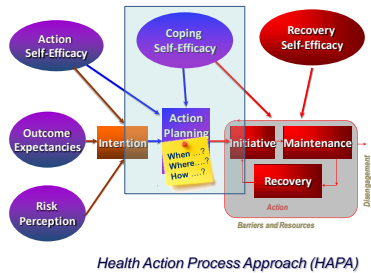 Action
Self-Efficacy
Coping
Self-Efficacy
Recovery
Self-Efficacy
Outcome
Expectancies
Intention
Action
Planning
When ...?
Where....?
How ....?
Initiative
Maintenance
Recovery
Action
Disengagement
Risk
Perception
Barriers and Resources
Health Action Process Approach (HAPA)